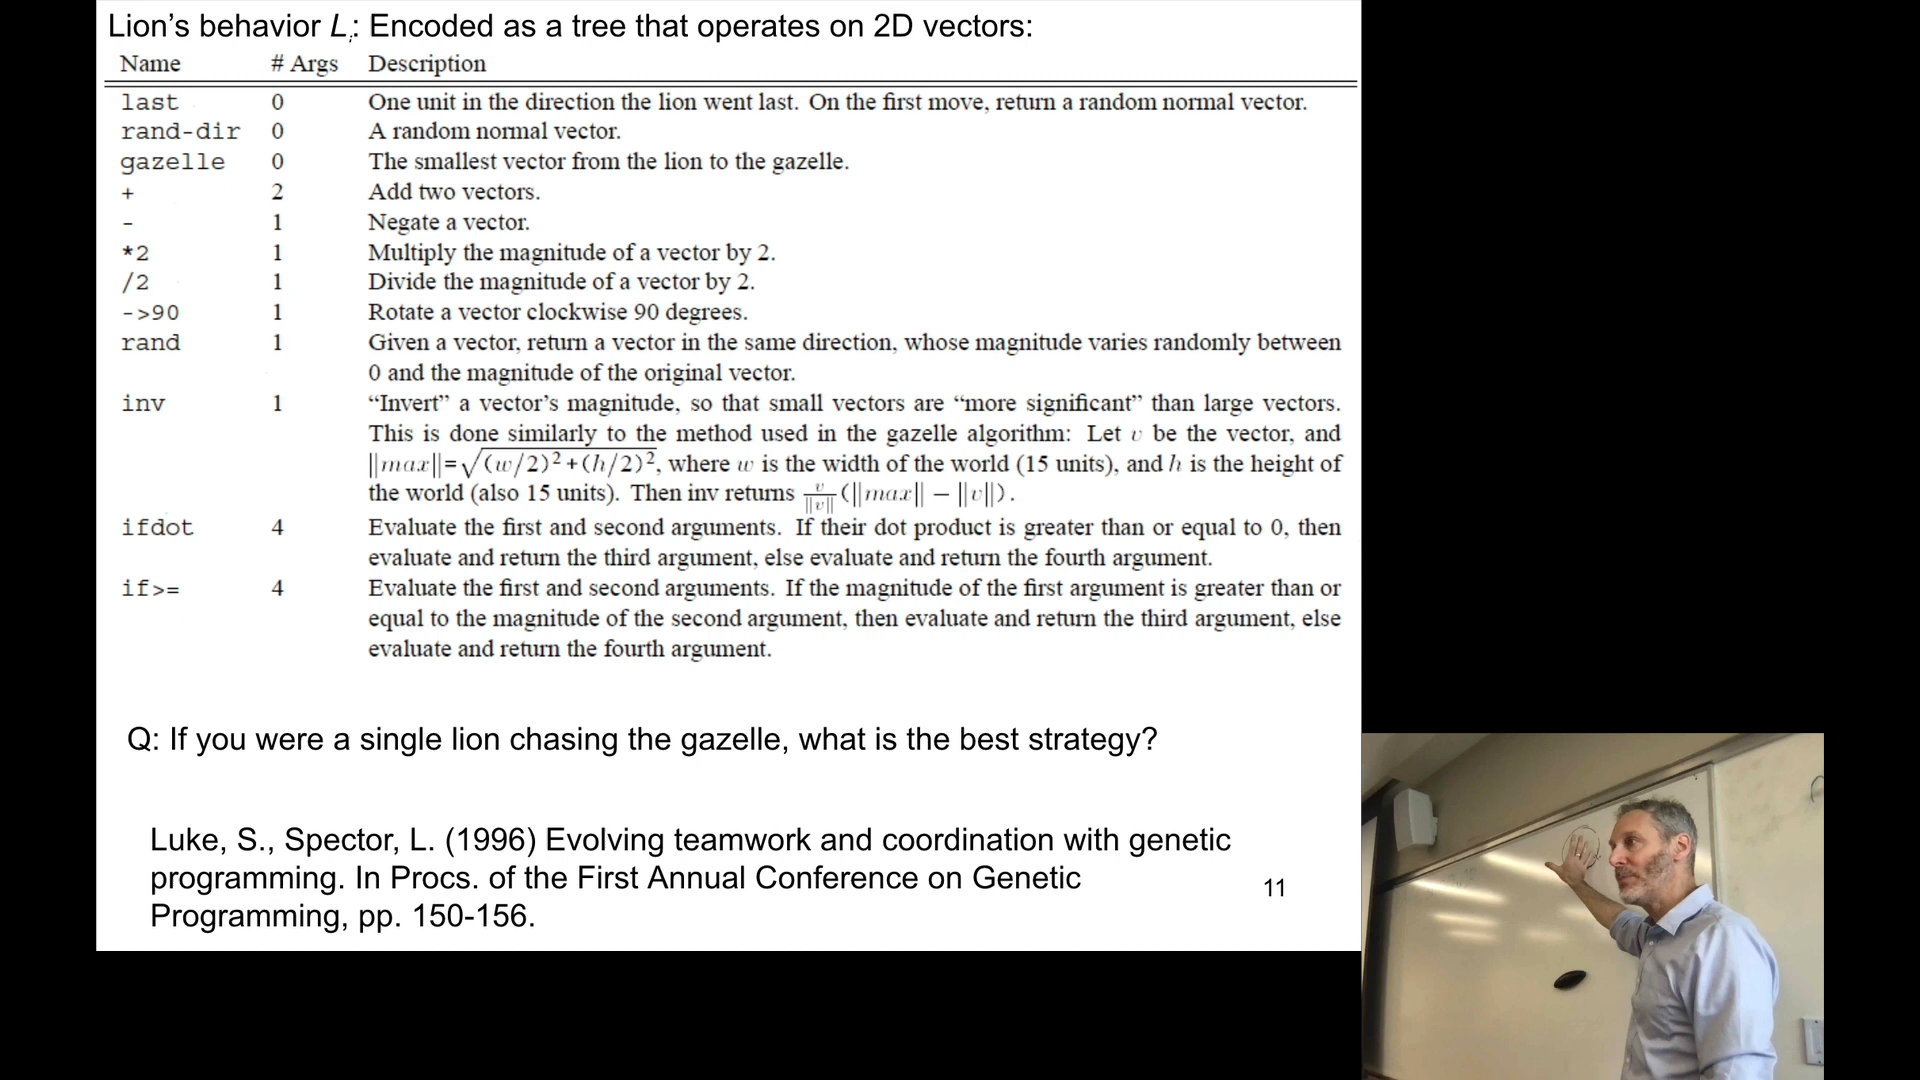 Lion’s behavior Lᵢ: Encoded as a tree that operates on 2D vectors:
Name # Args Description
last 0 One unit in the direction the lion went last. On the first move, return a random normal vector.
rand-dir 0 A random normal vector.
gazelle 0 The smallest vector from the lion to the gazelle.
+ 2 Add two vectors.
- 1 Negate a vector.
*2 1 Multiply the magnitude of a vector by 2.
/2 1 Divide the magnitude of a vector by 2.
->90 1 Rotate a vector clockwise 90 degrees.
rand 1 Given a vector, return a vector in the same direction, whose magnitude varies randomly between
0 and the magnitude of the original vector.
inv 1 “Invert” a vector’s magnitude, so that small vectors are “more significant” than large vectors.
This is done similarly to the method used in the gazelle algorithm: Let v be the vector, and
||max||=√(w/2)²+(h/2)², where w is the width of the world (15 units), and h is the height of
the world (also 15 units). Then inv returns v/||v|| (||max|| − ||v||).
ifdot 4 Evaluate the first and second arguments. If their dot product is greater than or equal to 0, then
evaluate and return the third argument, else evaluate and return the fourth argument.
if>= 4 Evaluate the first and second arguments. If the magnitude of the first argument is greater than or
equal to the magnitude of the second argument, then evaluate and return the third argument, else
evaluate and return the fourth argument.
Q: If you were a single lion chasing the gazelle, what is the best strategy?
Luke, S., Spector, L. (1996) Evolving teamwork and coordination with genetic
programming. In Procs. of the First Annual Conference on Genetic
Programming, pp. 150-156.
11